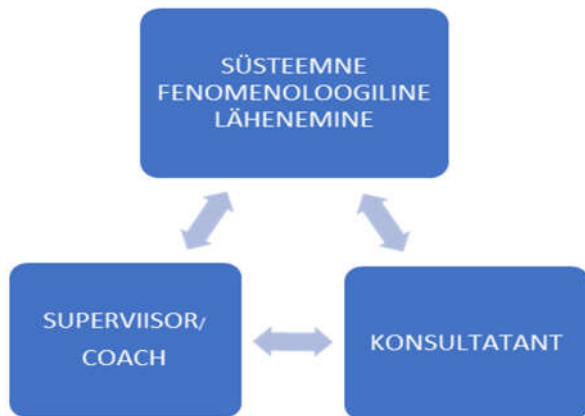 SÜSTEEMNE
FENOMENOLOOGILINE
LÄHENEMINE
SUPERVIISOR/
COACH
KONSULTATANT